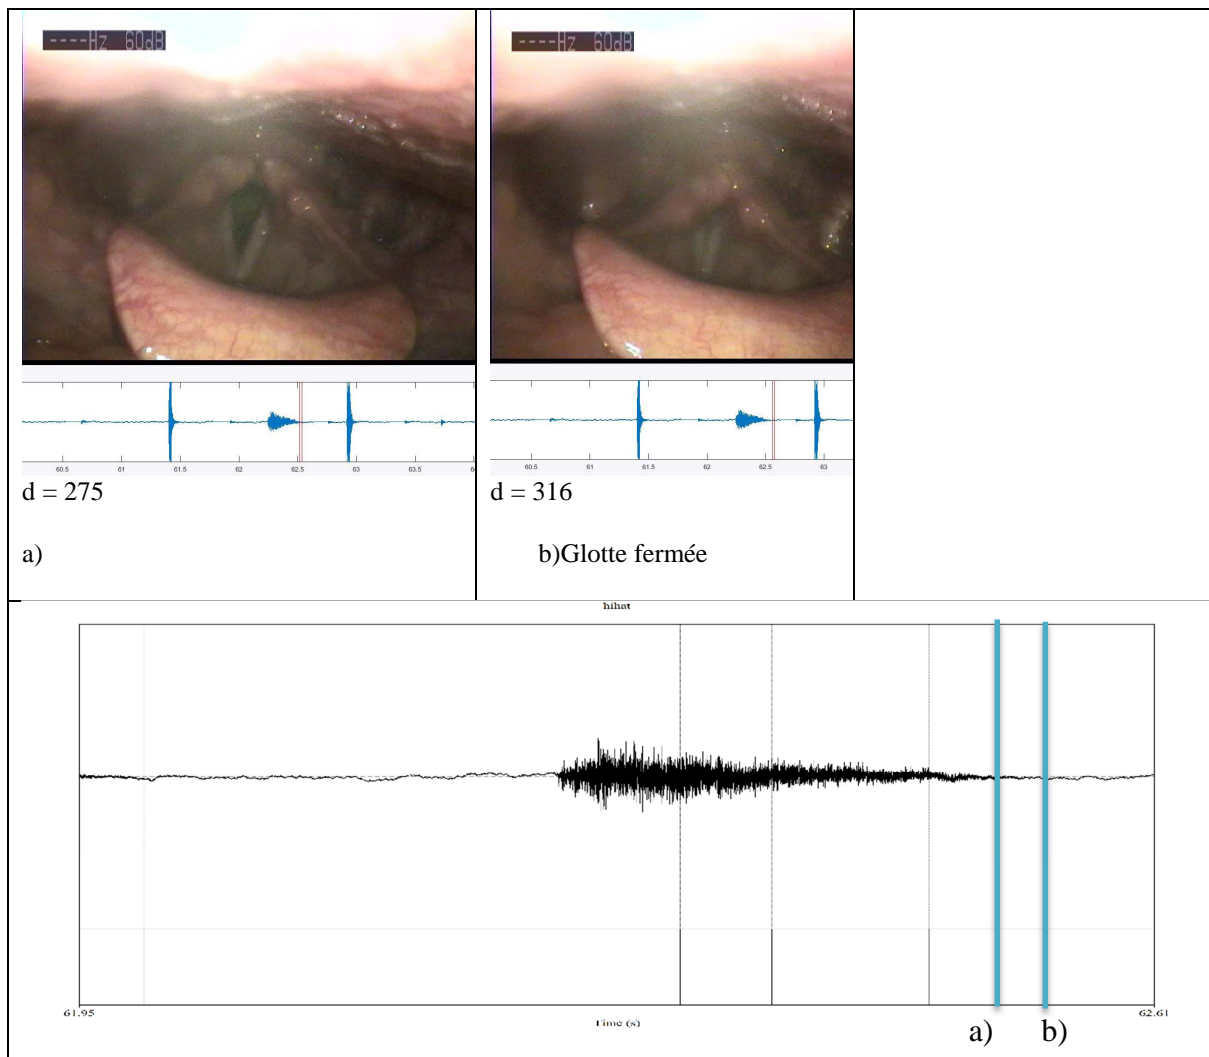 ----Hz 60dB
----Hz 60dB
60.5 61 61.5 62 62.5 63 63.5
60.5 61 61.5 62 62.5 63
d = 275
d = 316
a)
b)Glotte fermée
hihat
61.95
62.61
Time (s)
a)
b)